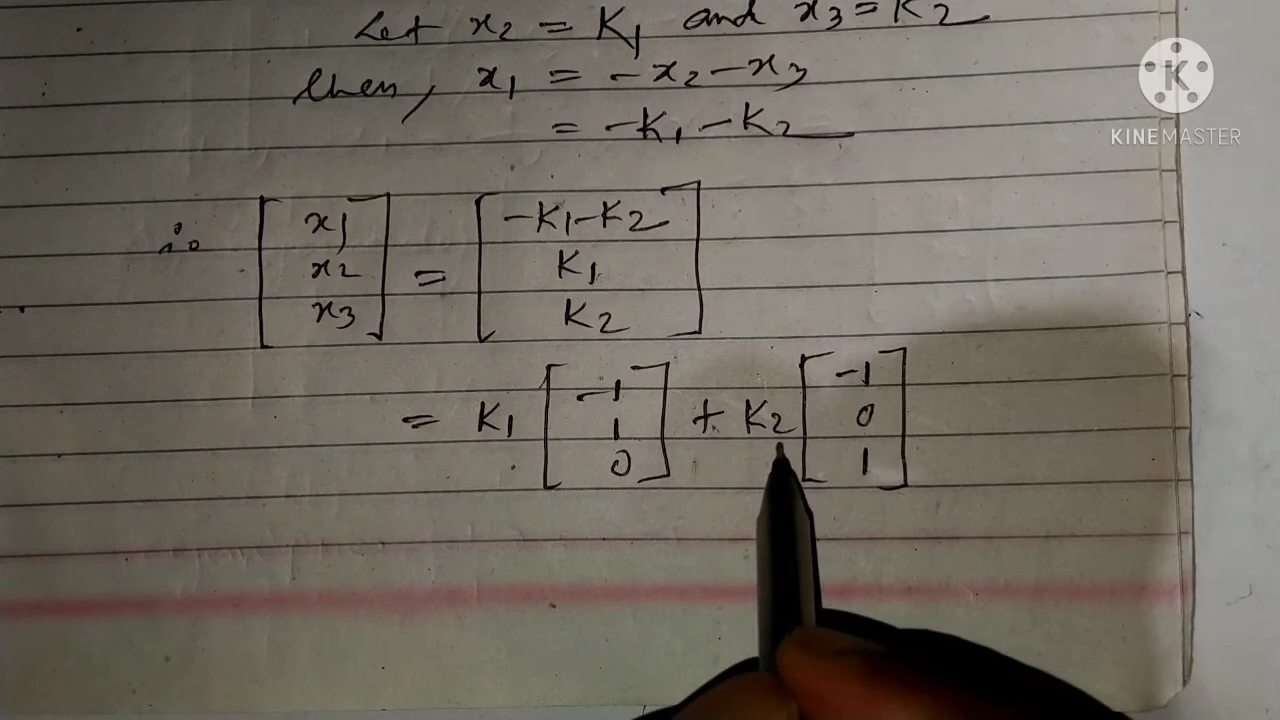 Let x2 = K1 and x3 = K2
then, x1 = -x2 - x3
= -K1 - K2
K
KINEMASTER
∴ [x1 x2 x3] = [-K1-K2 K1 K2]
= K1 [-1 1 0] + K2 [-1 0 1]